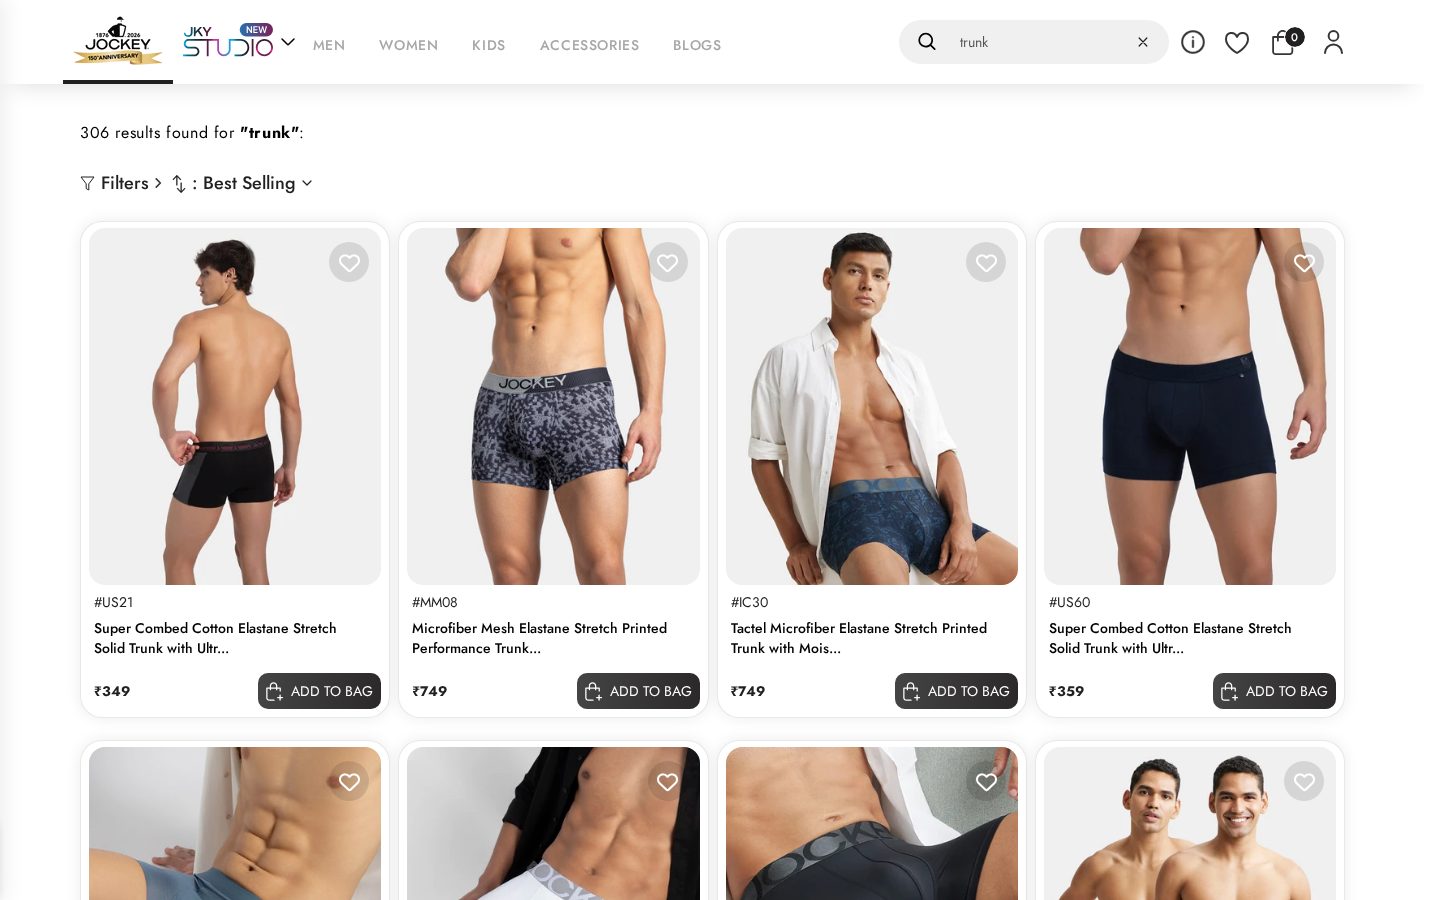 1876 2026
JOCKEY
150th ANNIVERSARY
JKY
STUDIO
NEW
MEN
WOMEN
KIDS
ACCESSORIES
BLOGS
trunk
0
306 results found for "trunk":
Filters
: Best Selling
JOCKEY
#US21
Super Combed Cotton Elastane Stretch
Solid Trunk with Ultr...
₹349
ADD TO BAG
#MM08
Microfiber Mesh Elastane Stretch Printed
Performance Trunk...
₹749
ADD TO BAG
#IC30
Tactel Microfiber Elastane Stretch Printed
Trunk with Mois...
₹749
ADD TO BAG
#US60
Super Combed Cotton Elastane Stretch
Solid Trunk with Ultr...
₹359
ADD TO BAG